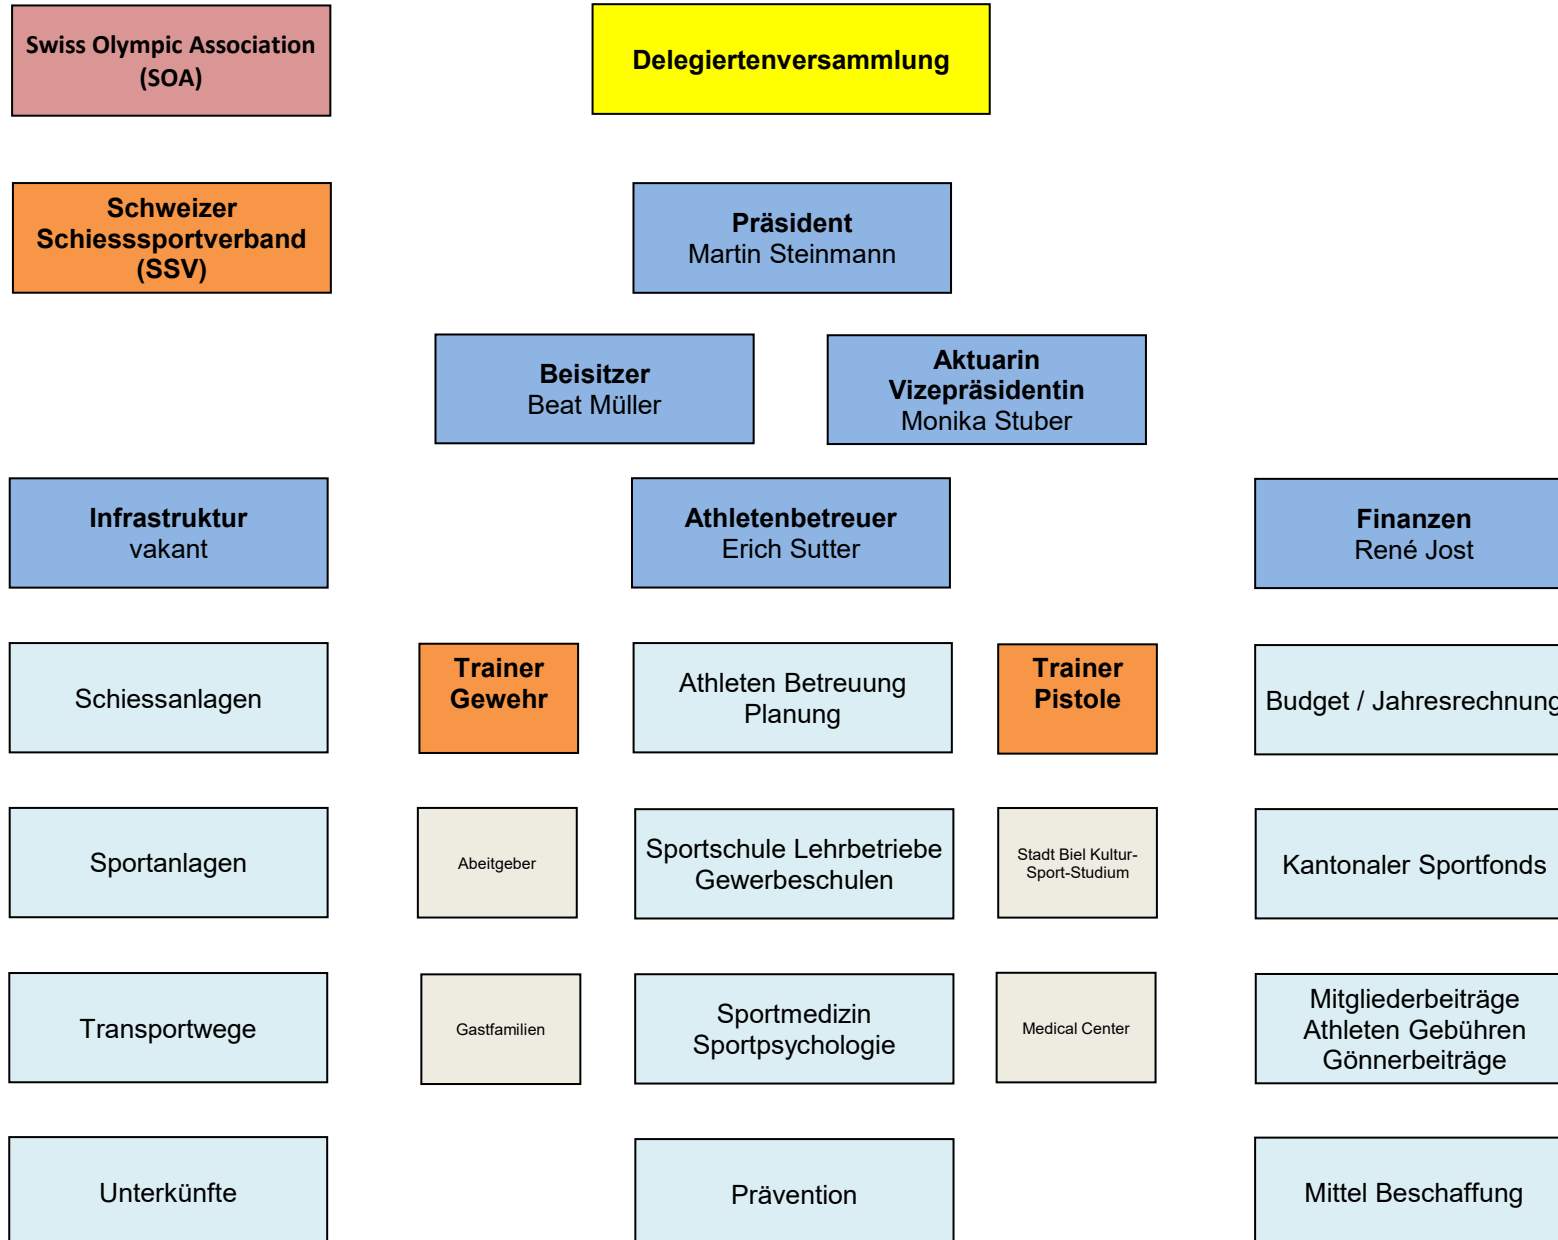 Swiss Olympic Association
(SOA)
Delegiertenversammlung
Schweizer
Schiesssportverband
(SSV)
Präsident
Martin Steinmann
Beisitzer
Beat Müller
Aktuarin
Vizepräsidentin
Monika Stuber
Infrastruktur
vakant
Athletenbetreuer
Erich Sutter
Finanzen
René Jost
Schiessanlagen
Trainer
Gewehr
Athleten Betreuung
Planung
Trainer
Pistole
Budget / Jahresrechnung
Sportanlagen
Abeitgeber
Sportschule Lehrbetriebe
Gewerbeschulen
Stadt Biel Kultur-
Sport-Studium
Kantonaler Sportfonds
Transportwege
Gastfamilien
Sportmedizin
Sportpsychologie
Medical Center
Mitgliederbeiträge
Athleten Gebühren
Gönnerbeiträge
Unterkünfte
Prävention
Mittel Beschaffung